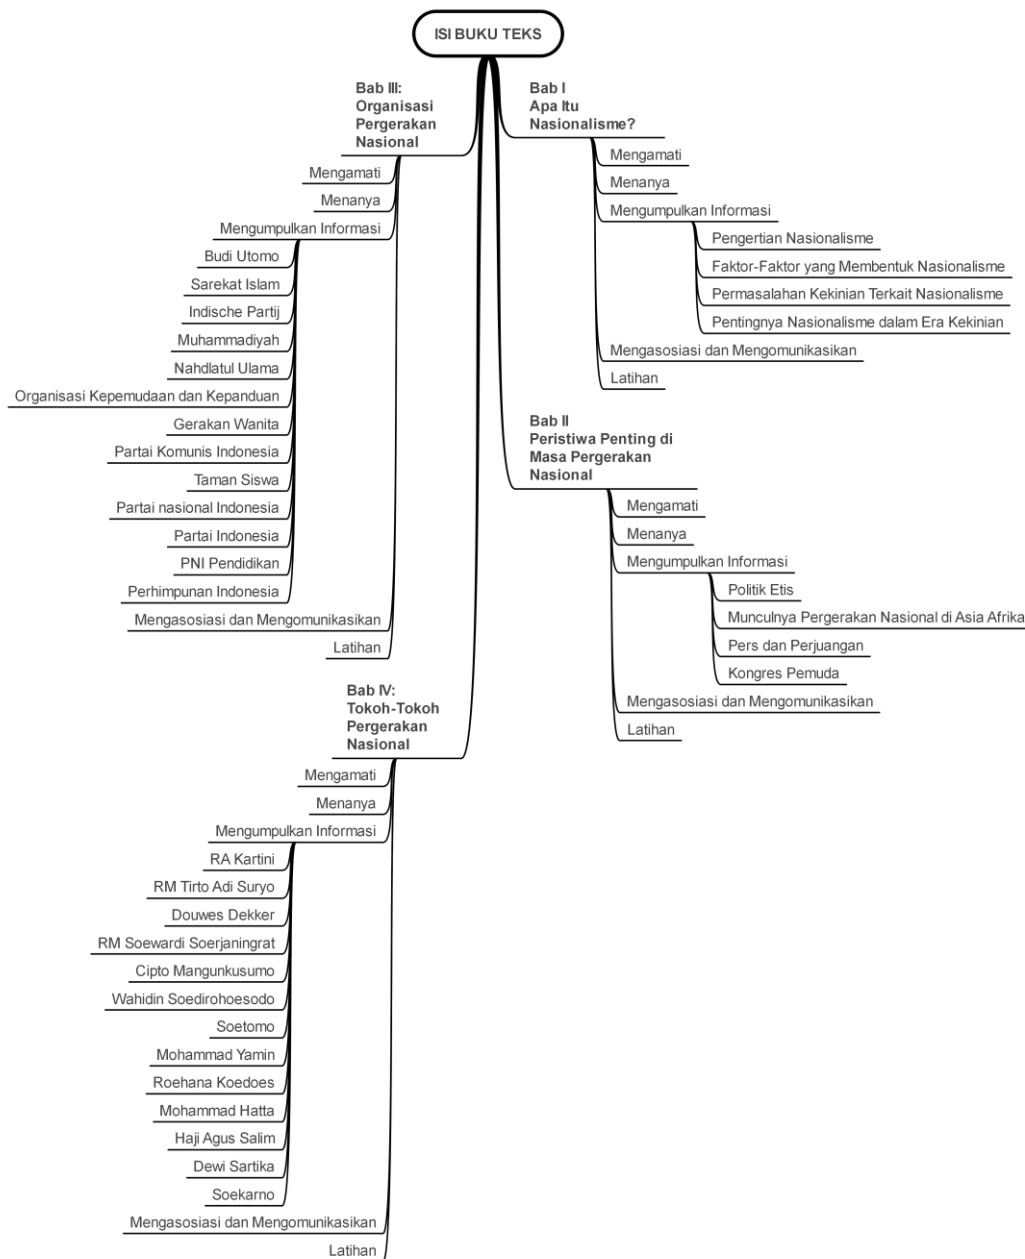 ISI BUKU TEKS
Bab I
Apa Itu
Nasionalisme?
Mengamati
Menanya
Mengumpulkan Informasi
Pengertian Nasionalisme
Faktor-Faktor yang Membentuk Nasionalisme
Permasalahan Kekinian Terkait Nasionalisme
Pentingnya Nasionalisme dalam Era Kekinian
Mengasosiasi dan Mengomunikasikan
Latihan
Bab II
Peristiwa Penting di
Masa Pergerakan
Nasional
Mengamati
Menanya
Mengumpulkan Informasi
Politik Etis
Munculnya Pergerakan Nasional di Asia Afrika
Pers dan Perjuangan
Kongres Pemuda
Mengasosiasi dan Mengomunikasikan
Latihan
Bab III:
Organisasi
Pergerakan
Nasional
Mengamati
Menanya
Mengumpulkan Informasi
Budi Utomo
Sarekat Islam
Indische Partij
Muhammadiyah
Nahdlatul Ulama
Organisasi Kepemudaan dan Kepanduan
Gerakan Wanita
Partai Komunis Indonesia
Taman Siswa
Partai nasional Indonesia
Partai Indonesia
PNI Pendidikan
Perhimpunan Indonesia
Mengasosiasi dan Mengomunikasikan
Latihan
Bab IV:
Tokoh-Tokoh
Pergerakan
Nasional
Mengamati
Menanya
Mengumpulkan Informasi
RA Kartini
RM Tirto Adi Suryo
Douwes Dekker
RM Soewardi Soerjaningrat
Cipto Mangunkusumo
Wahidin Soedirohoesodo
Soetomo
Mohammad Yamin
Roehana Koedoes
Mohammad Hatta
Haji Agus Salim
Dewi Sartika
Soekarno
Mengasosiasi dan Mengomunikasikan
Latihan